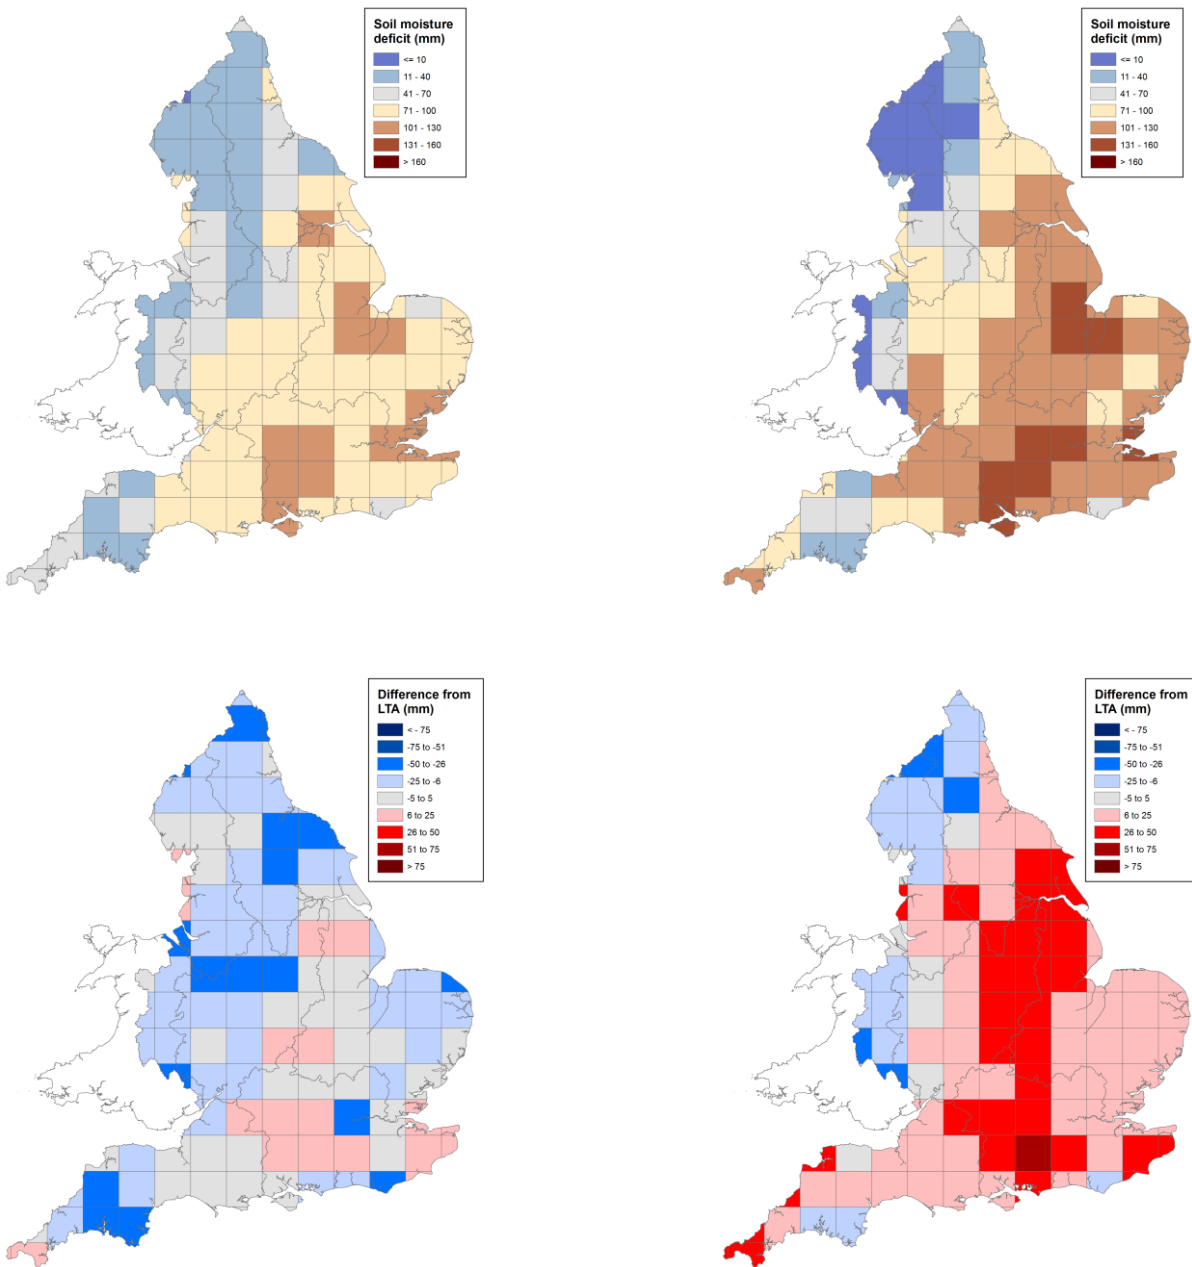 Soil moisture
deficit (mm)
<= 10
11 - 40
41 - 70
71 - 100
101 - 130
131 - 160
> 160
Soil moisture
deficit (mm)
<= 10
11 - 40
41 - 70
71 - 100
101 - 130
131 - 160
> 160
Difference from
LTA (mm)
< - 75
-75 to -51
-50 to -26
-25 to -6
-5 to 5
6 to 25
26 to 50
51 to 75
> 75
Difference from
LTA (mm)
< - 75
-75 to -51
-50 to -26
-25 to -6
-5 to 5
6 to 25
26 to 50
51 to 75
> 75